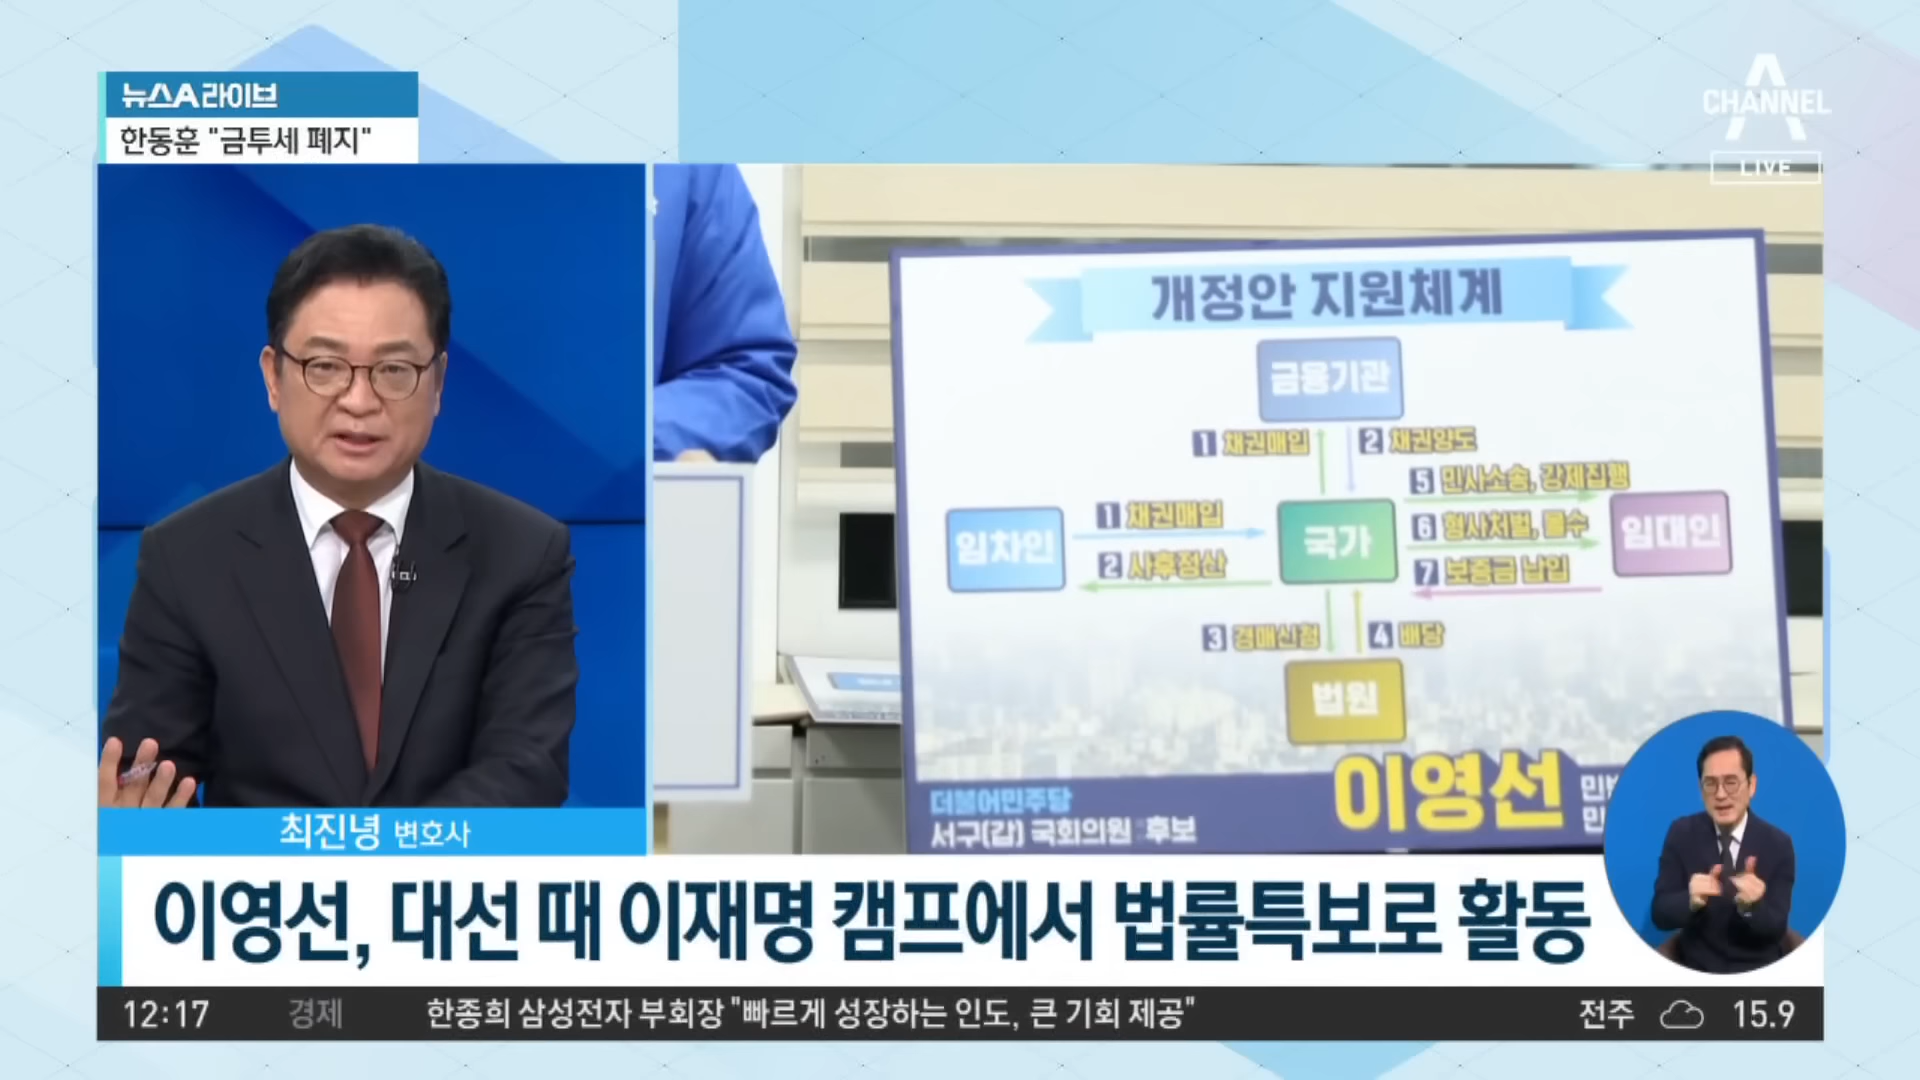 뉴스A라이브
한동훈 "금투세 폐지"
CHANNEL A
LIVE
개정안 지원체계
금융기관
1 채권매입
2 채권양도
5 민사소송, 강제집행
임차인
1 채권매입
국가
6 형사처벌, 몰수
임대인
2 사후정산
7 보증금 납입
3 경매신청
4 배당
법원
더불어민주당
서구(갑) 국회의원 후보
이영선
최진녕 변호사
이영선, 대선 때 이재명 캠프에서 법률특보로 활동
12:17 경제 한종희 삼성전자 부회장 "빠르게 성장하는 인도, 큰 기회 제공" 전주 15.9